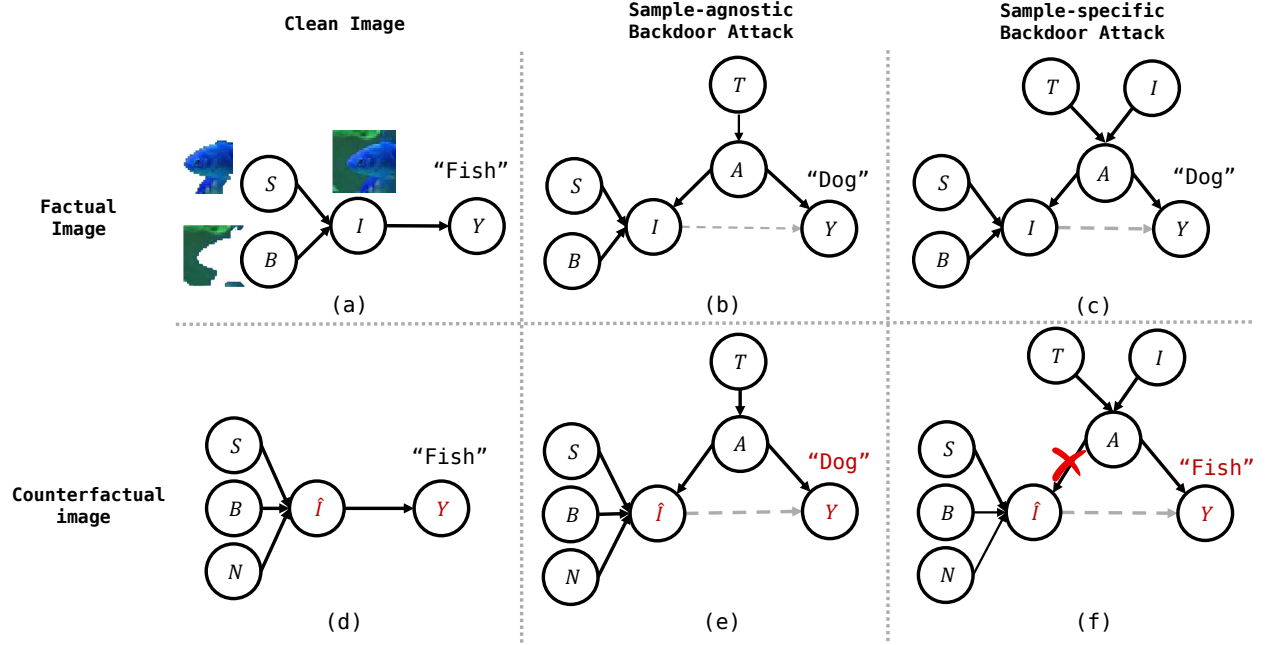 Clean Image
Sample-agnostic
Backdoor Attack
Sample-specific
Backdoor Attack
Factual
Image
S
B
I
Y
“Fish”
(a)
T
A
S
B
I
Y
“Dog”
(b)
T
I
A
S
B
I
Y
“Dog”
(c)
Counterfactual
image
S
B
N
Î
Y
“Fish”
(d)
T
A
S
B
N
Î
Y
“Dog”
(e)
T
I
A
S
B
N
Î
Y
“Fish”
(f)